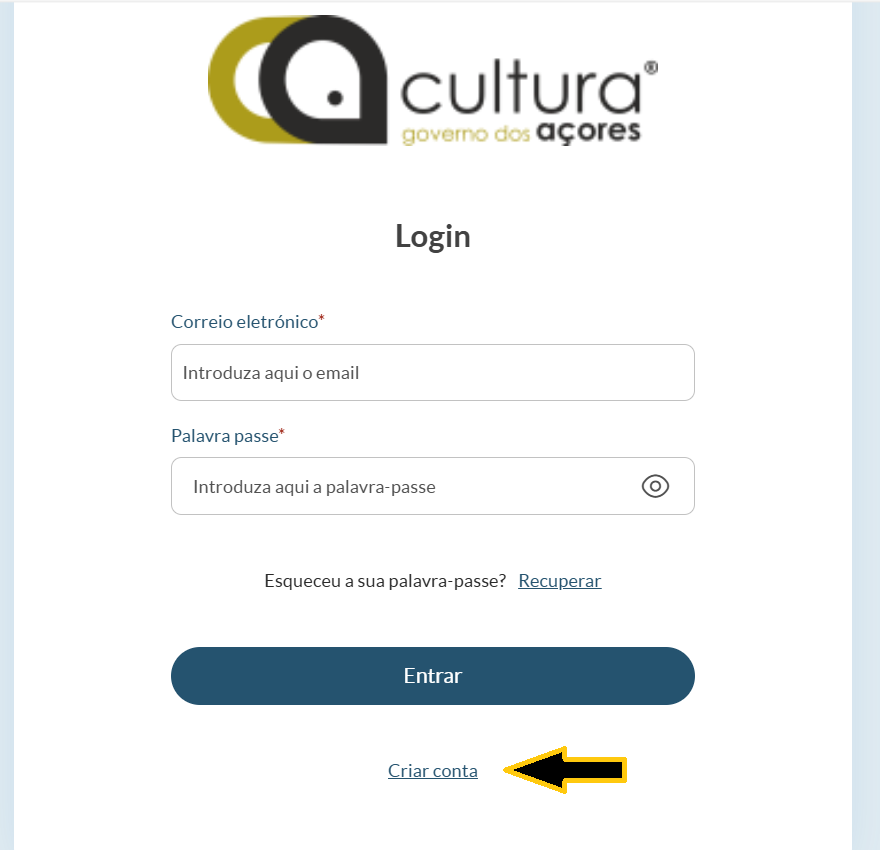 cultura®
governo dos açores
Login
Correio eletrónico*
Introduza aqui o email
Palavra passe*
Introduza aqui a palavra-passe
Esqueceu a sua palavra-passe? Recuperar
Entrar
Criar conta